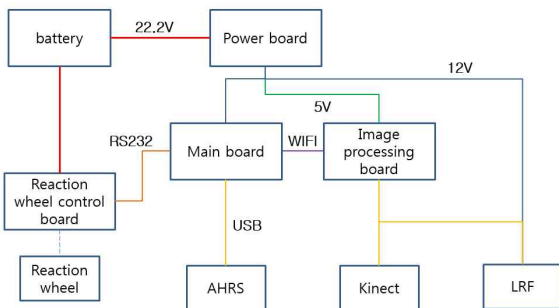 22.2V
battery
Power board
12V
5V
RS232
Main board
WIFI
Image
processing
board
Reaction
wheel control
board
USB
Reaction
wheel
AHRS
Kinect
LRF